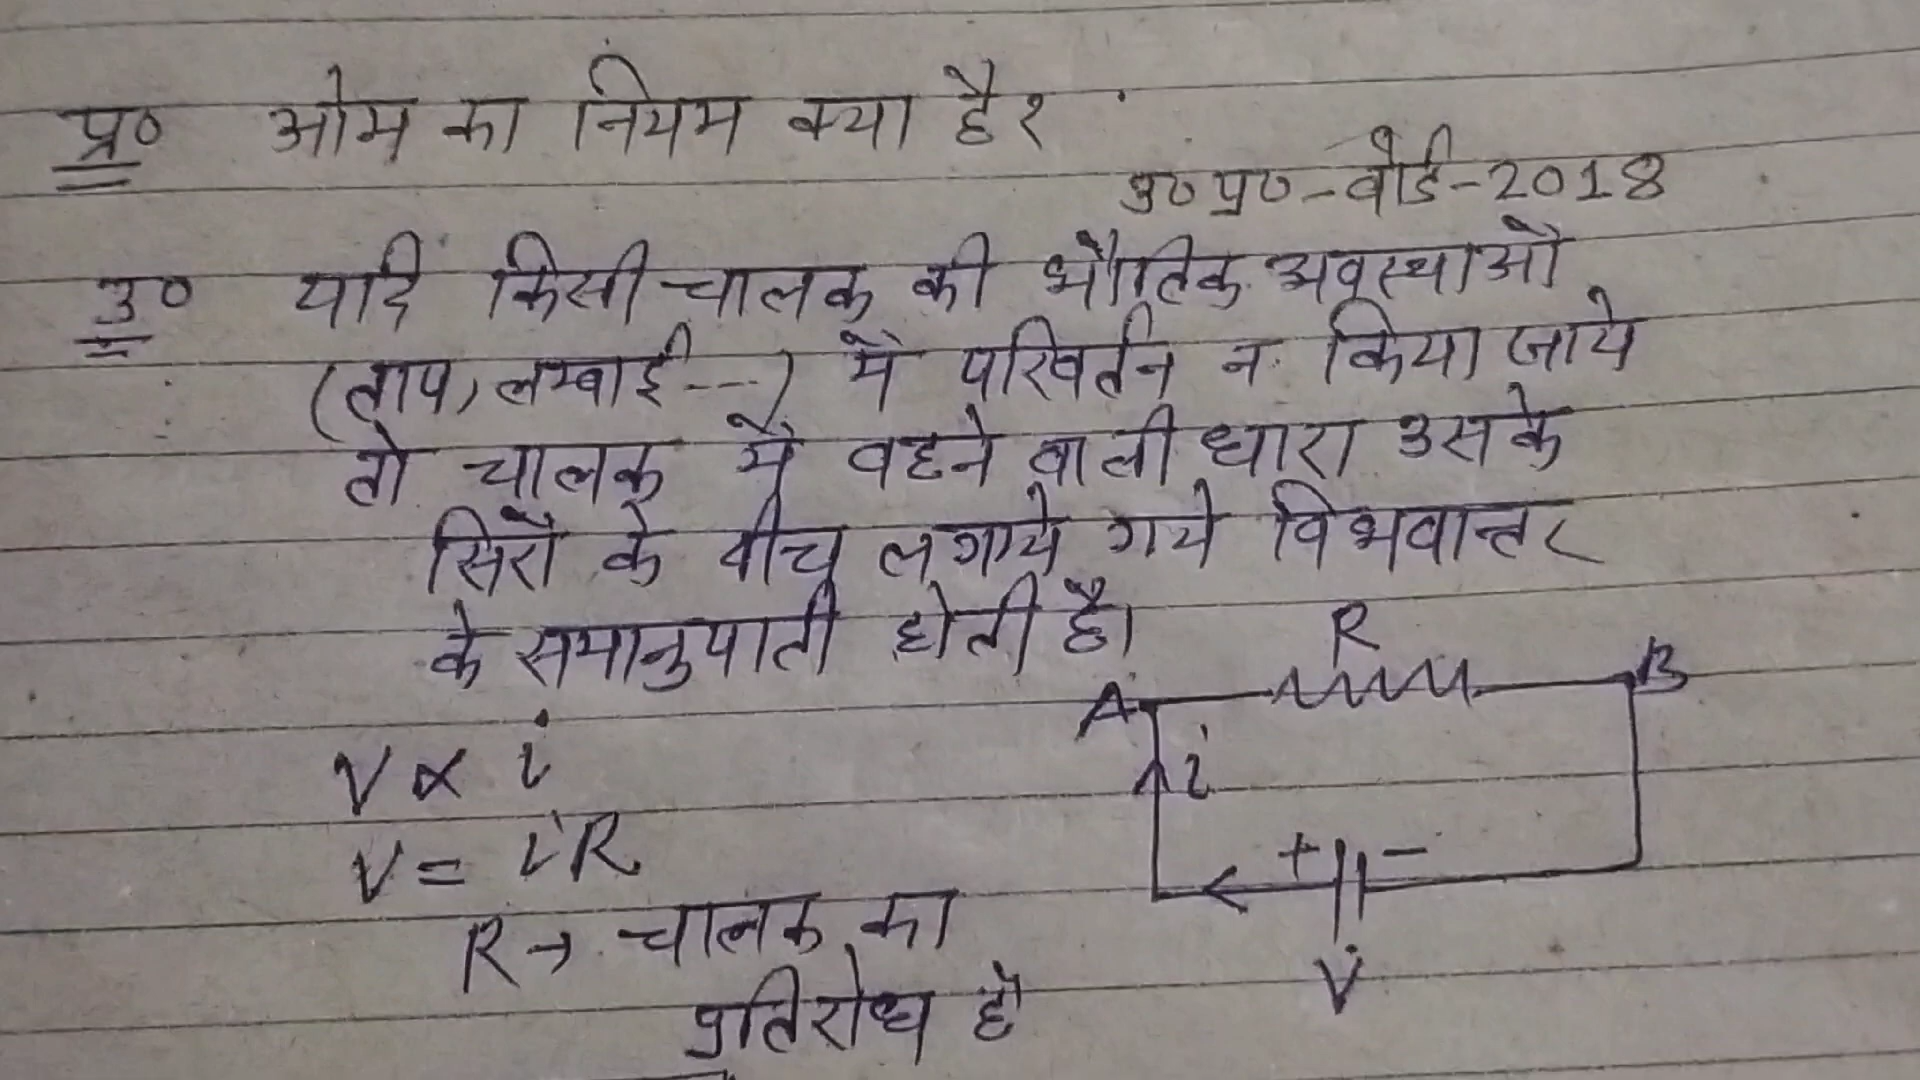 प्र० ओम का नियम क्या है?
उ० प्र०-बोर्ड-2018
उ० यदि किसी चालक की भौतिक अवस्थाओं
(ताप, लम्बाई---) में परिवर्तन न किया जाये
तो चालक में बहने वाली धारा उसके
सिरों के बीच लगाये गये विभवान्तर
के समानुपाती होती है।
V ∝ i
V = iR
R → चालक का
प्रतिरोध है
R
A
B
i
+ -
V